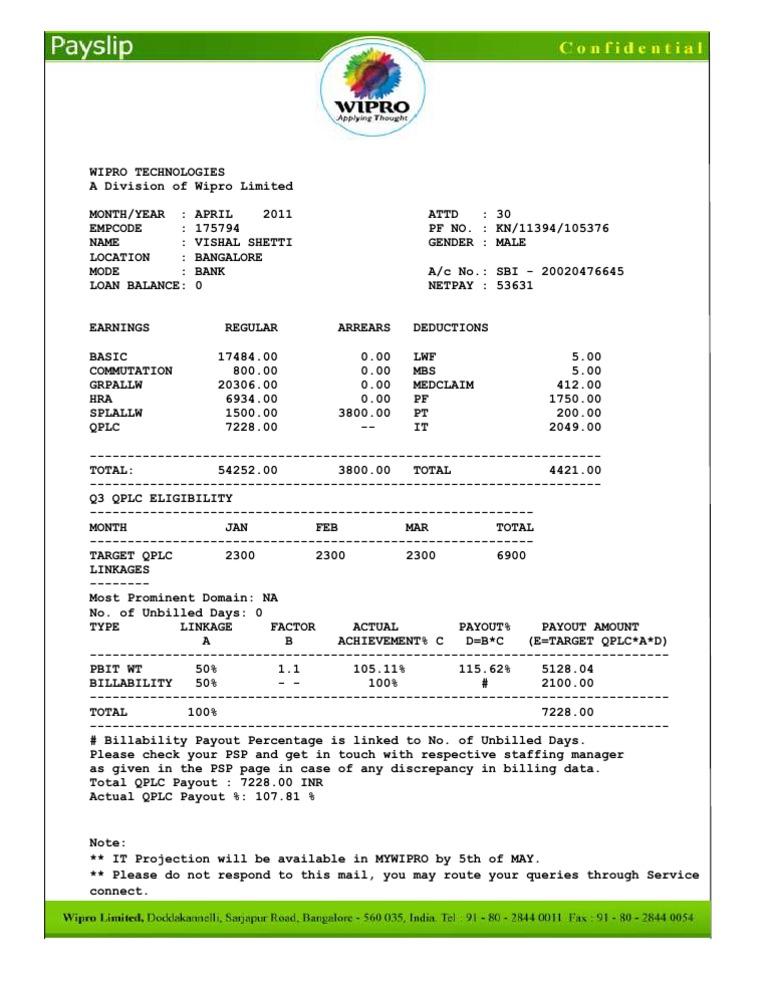 Payslip Confidential
WIPRO
Applying Thought
WIPRO TECHNOLOGIES
A Division of Wipro Limited
MONTH/YEAR : APRIL 2011 ATTD : 30
EMPCODE : 175794 PF NO. : KN/11394/105376
NAME : VISHAL SHETTI GENDER : MALE
LOCATION : BANGALORE
MODE : BANK A/c No.: SBI - 20020476645
LOAN BALANCE: 0 NETPAY : 53631
EARNINGS REGULAR ARREARS DEDUCTIONS
BASIC 17484.00 0.00 LWF 5.00
COMMUTATION 800.00 0.00 MBS 5.00
GRPALLW 20306.00 0.00 MEDCLAIM 412.00
HRA 6934.00 0.00 PF 1750.00
SPLALLW 1500.00 3800.00 PT 200.00
QPLC 7228.00 -- IT 2049.00
--------------------------------------------------------------------
TOTAL: 54252.00 3800.00 TOTAL 4421.00
--------------------------------------------------------------------
Q3 QPLC ELIGIBILITY
-----------------------------------------------------------
MONTH JAN FEB MAR TOTAL
-----------------------------------------------------------
TARGET QPLC 2300 2300 2300 6900
LINKAGES
--------
Most Prominent Domain: NA
No. of Unbilled Days: 0
TYPE LINKAGE FACTOR ACTUAL PAYOUT% PAYOUT AMOUNT
A B ACHIEVEMENT% C D=B*C (E=TARGET QPLC*A*D)
-----------------------------------------------------------------------------
PBIT WT 50% 1.1 105.11% 115.62% 5128.04
BILLABILITY 50% - - 100% # 2100.00
-----------------------------------------------------------------------------
TOTAL 100% 7228.00
-----------------------------------------------------------------------------
# Billability Payout Percentage is linked to No. of Unbilled Days.
Please check your PSP and get in touch with respective staffing manager
as given in the PSP page in case of any discrepancy in billing data.
Total QPLC Payout : 7228.00 INR
Actual QPLC Payout %: 107.81 %
Note:
** IT Projection will be available in MYWIPRO by 5th of MAY.
** Please do not respond to this mail, you may route your queries through Service
connect.
Wipro Limited, Doddakannelli, Sarjapur Road, Bangalore - 560 035, India. Tel : 91 - 80 - 2844 0011 Fax : 91 - 80 - 2844 0054